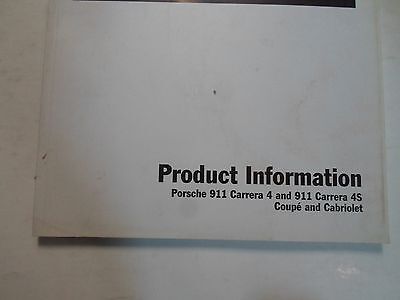 Product Information
Porsche 911 Carrera 4 and 911 Carrera 4S
Coupé and Cabriolet